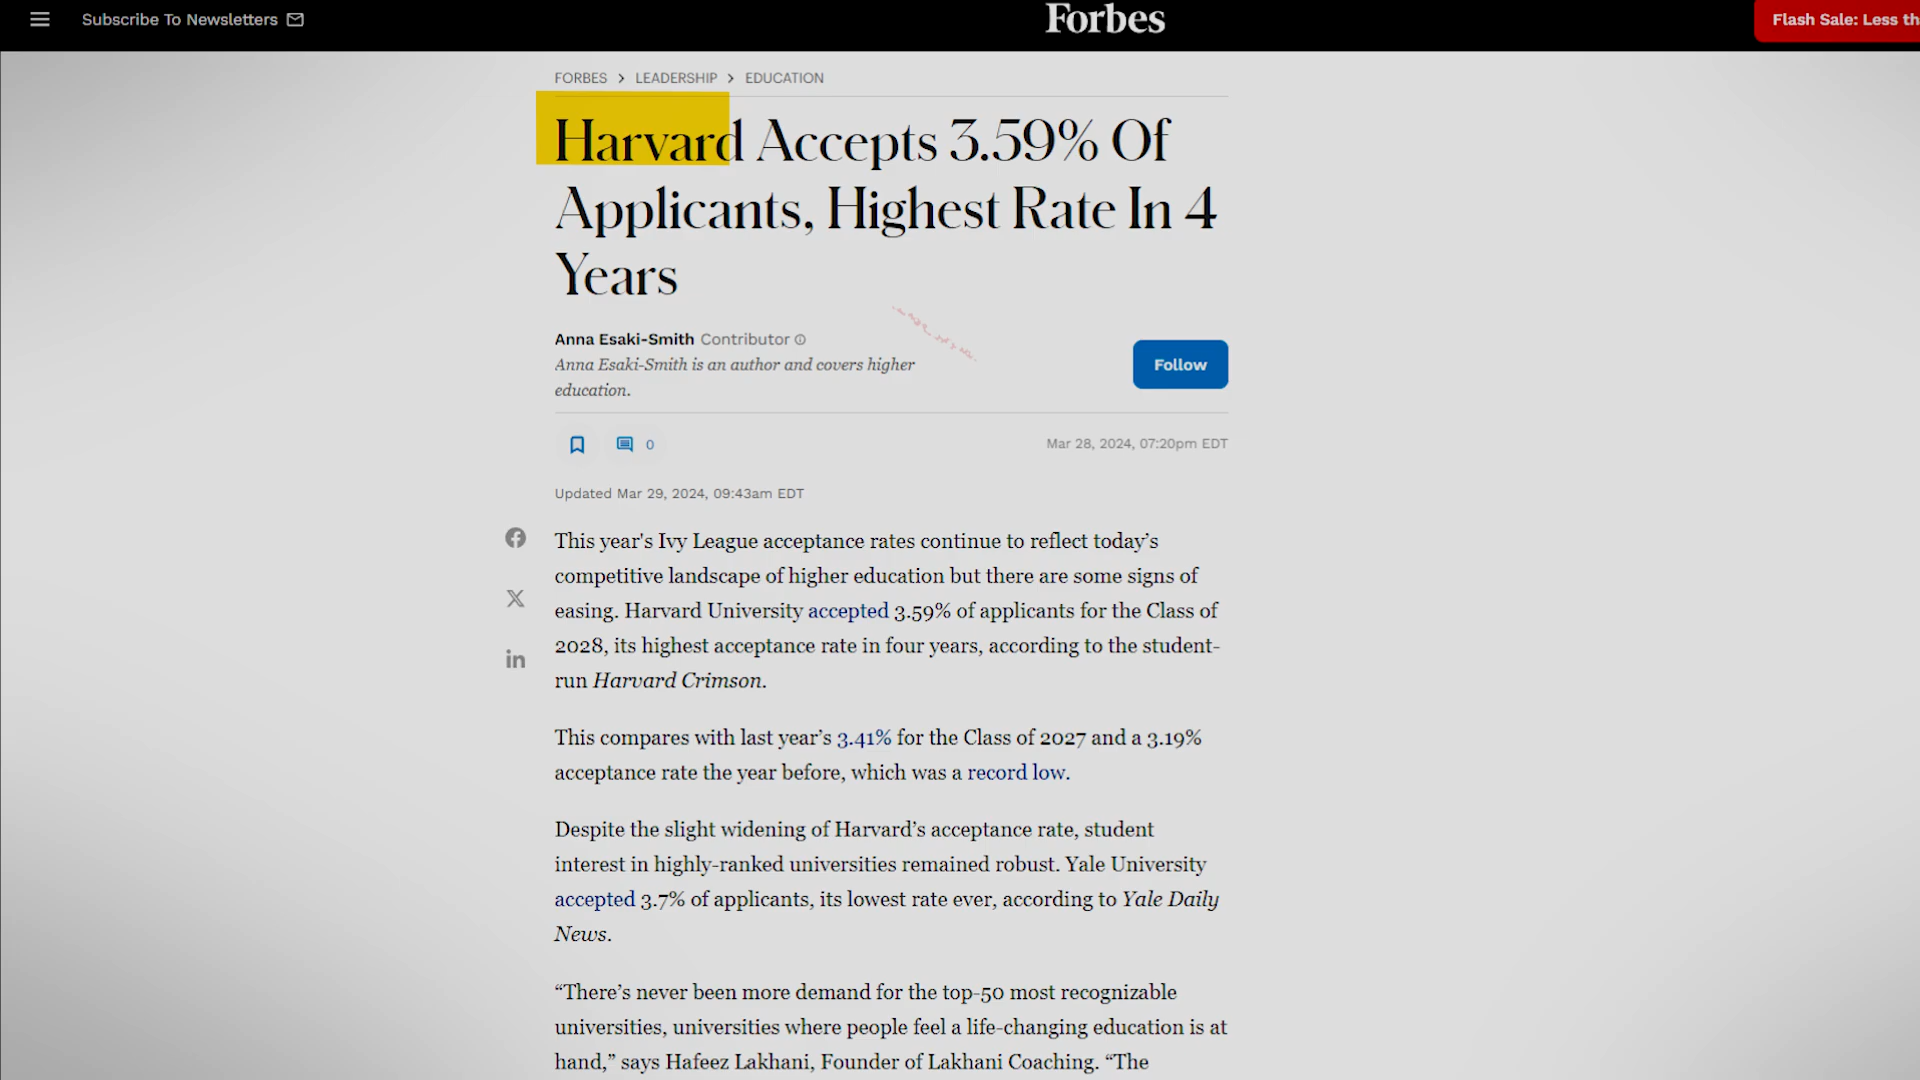 Subscribe To Newsletters
Forbes
Flash Sale: Less th
FORBES > LEADERSHIP > EDUCATION
Harvard Accepts 3.59% Of
Applicants, Highest Rate In 4
Years
Anna Esaki-Smith Contributor
Anna Esaki-Smith is an author and covers higher
education.
Follow
0
Mar 28, 2024, 07:20pm EDT
Updated Mar 29, 2024, 09:43am EDT
This year's Ivy League acceptance rates continue to reflect today’s
competitive landscape of higher education but there are some signs of
easing. Harvard University accepted 3.59% of applicants for the Class of
2028, its highest acceptance rate in four years, according to the student-
run Harvard Crimson.
This compares with last year’s 3.41% for the Class of 2027 and a 3.19%
acceptance rate the year before, which was a record low.
Despite the slight widening of Harvard’s acceptance rate, student
interest in highly-ranked universities remained robust. Yale University
accepted 3.7% of applicants, its lowest rate ever, according to Yale Daily
News.
“There’s never been more demand for the top-50 most recognizable
universities, universities where people feel a life-changing education is at
hand,” says Hafeez Lakhani, Founder of Lakhani Coaching. “The